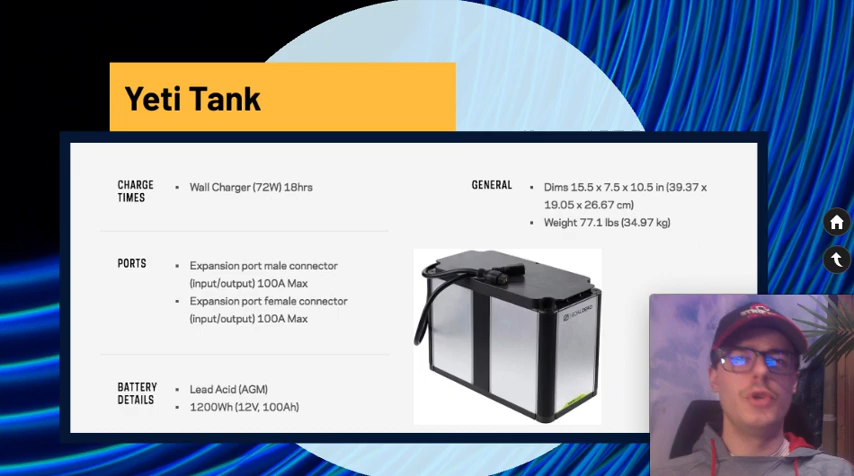 Yeti Tank
CHARGE
TIMES
▪ Wall Charger (72W) 18hrs
PORTS
▪ Expansion port male connector
(input/output) 100A Max
▪ Expansion port female connector
(input/output) 100A Max
BATTERY
DETAILS
▪ Lead Acid (AGM)
▪ 1200Wh (12V, 100Ah)
GENERAL
▪ Dims 15.5 x 7.5 x 10.5 in (39.37 x
19.05 x 26.67 cm)
▪ Weight 77.1 lbs (34.97 kg)